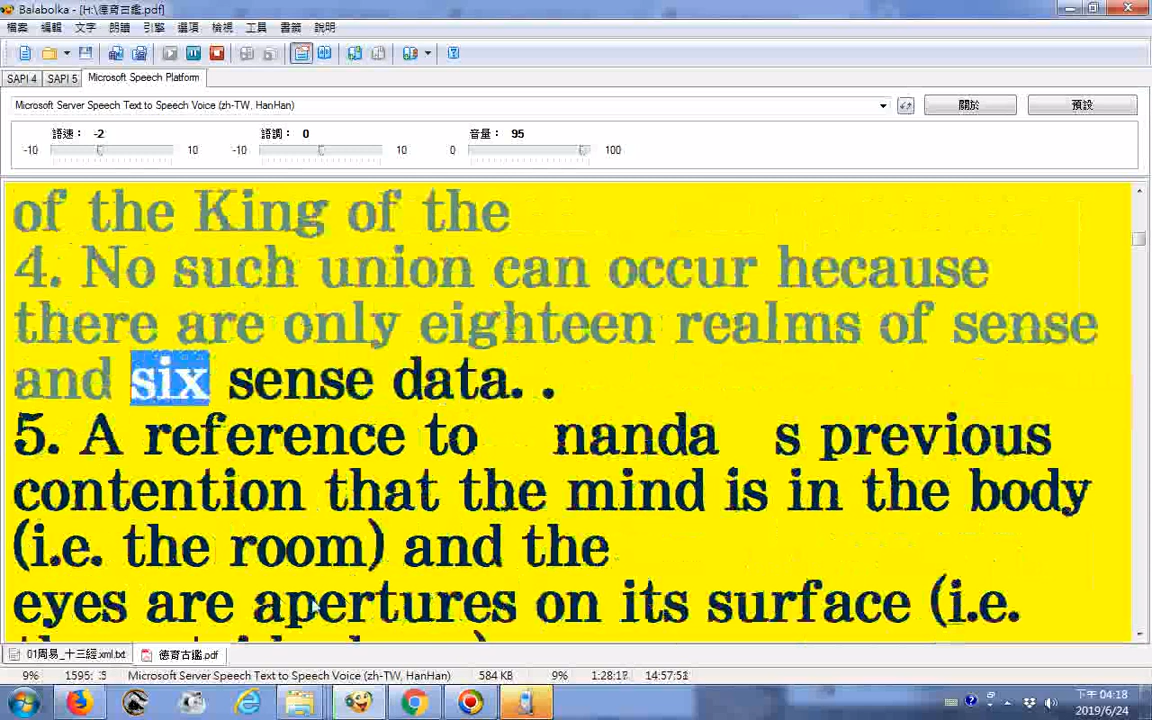 Balabolka - [H:\德育古鑑.pdf]
檔案 編輯 文字 朗讀 引擎 選項 檢視 工具 書籤 說明
SAPI 4 SAPI 5 Microsoft Speech Platform
Microsoft Server Speech Text to Speech Voice (zh-TW, HanHan) 關於 預設
語速： -2 語調： 0 音量： 95
-10 10 -10 10 0 100
of the King of the
4. No such union can occur hecause
there are only eighteen realms of sense
and six sense data. .
5. A reference to nanda s previous
contention that the mind is in the body
(i.e. the room) and the
eyes are apertures on its surface (i.e.
01周易_十三經.xml.txt 德育古鑑.pdf
9% 1595: Microsoft Server Speech Text to Speech Voice (zh-TW, HanHan) 584 KB 9% 1:28:18 14:57:51
下午 04:18
2019/6/24